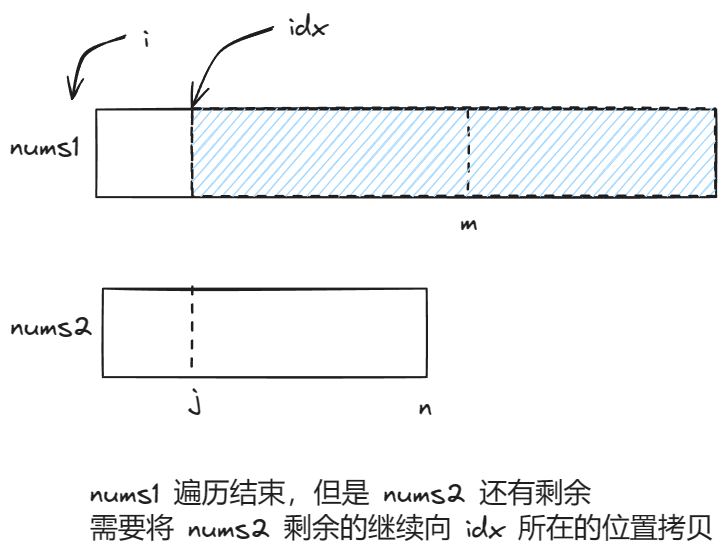 i
idx
nums1
m
nums2
j
n
nums1 遍历结束，但是 nums2 还有剩余
需要将 nums2 剩余的继续向 idx 所在的位置拷贝